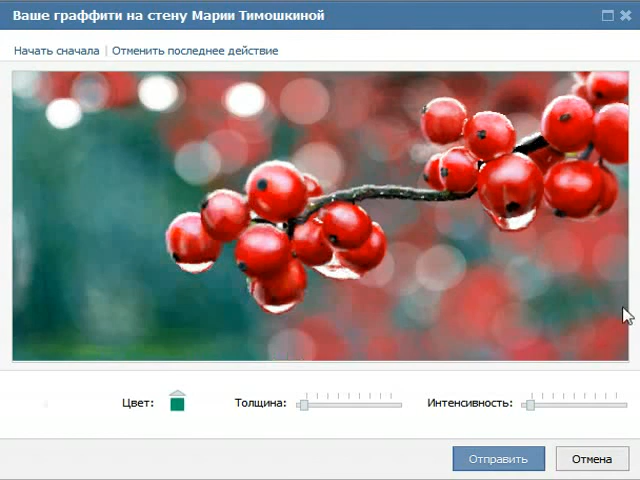 Ваше граффити на стену Марии Тимошкиной
Начать сначала | Отменить последнее действие
Цвет: Толщина: Интенсивность:
Отправить Отмена